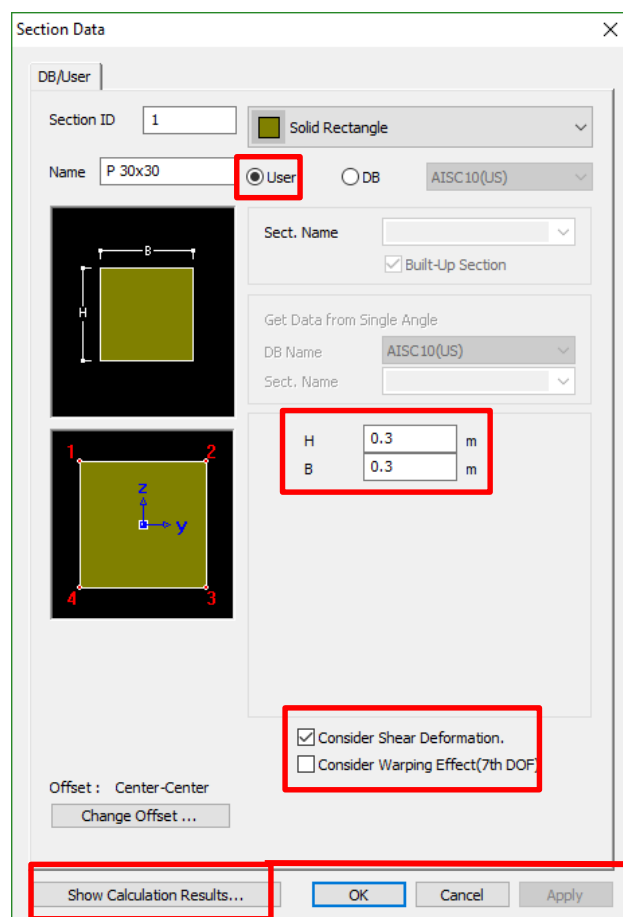 Section Data
DB/User
Section ID 1 Solid Rectangle
Name P 30x30 User DB AISC10(US)
B
H
Sect. Name
Built-Up Section
Get Data from Single Angle
DB Name AISC10(US)
Sect. Name
1 2
z
y
4 3
H 0.3 m
B 0.3 m
Consider Shear Deformation.
Consider Warping Effect(7th DOF)
Offset : Center-Center
Change Offset ...
Show Calculation Results... OK Cancel Apply